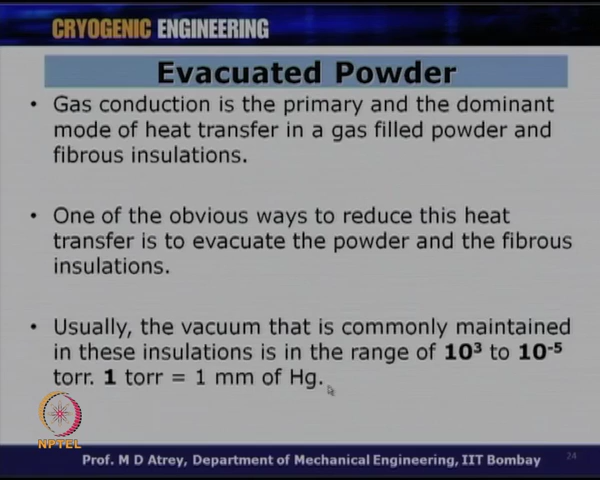 CRYOGENIC ENGINEERING
Evacuated Powder
• Gas conduction is the primary and the dominant
mode of heat transfer in a gas filled powder and
fibrous insulations.
• One of the obvious ways to reduce this heat
transfer is to evacuate the powder and the fibrous
insulations.
• Usually, the vacuum that is commonly maintained
in these insulations is in the range of 10³ to 10⁻⁵
torr. 1 torr = 1 mm of Hg.
NPTEL
Prof. M D Atrey, Department of Mechanical Engineering, IIT Bombay
24